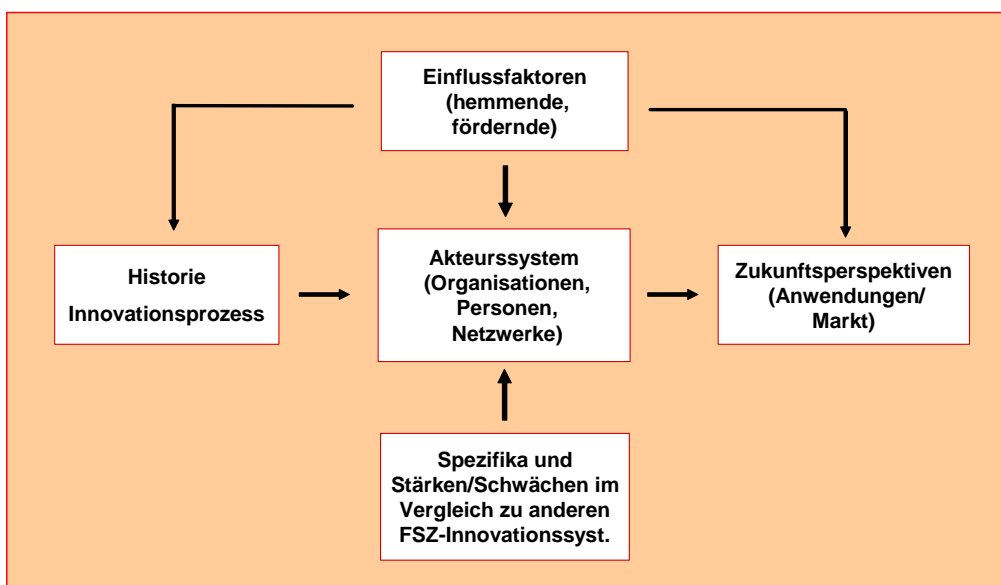 Einflussfaktoren
(hemmende,
fördernde)
Historie
Innovationsprozess
Akteurssystem
(Organisationen,
Personen,
Netzwerke)
Zukunftsperspektiven
(Anwendungen/
Markt)
Spezifika und
Stärken/Schwächen im
Vergleich zu anderen
FSZ-Innovationssyst.